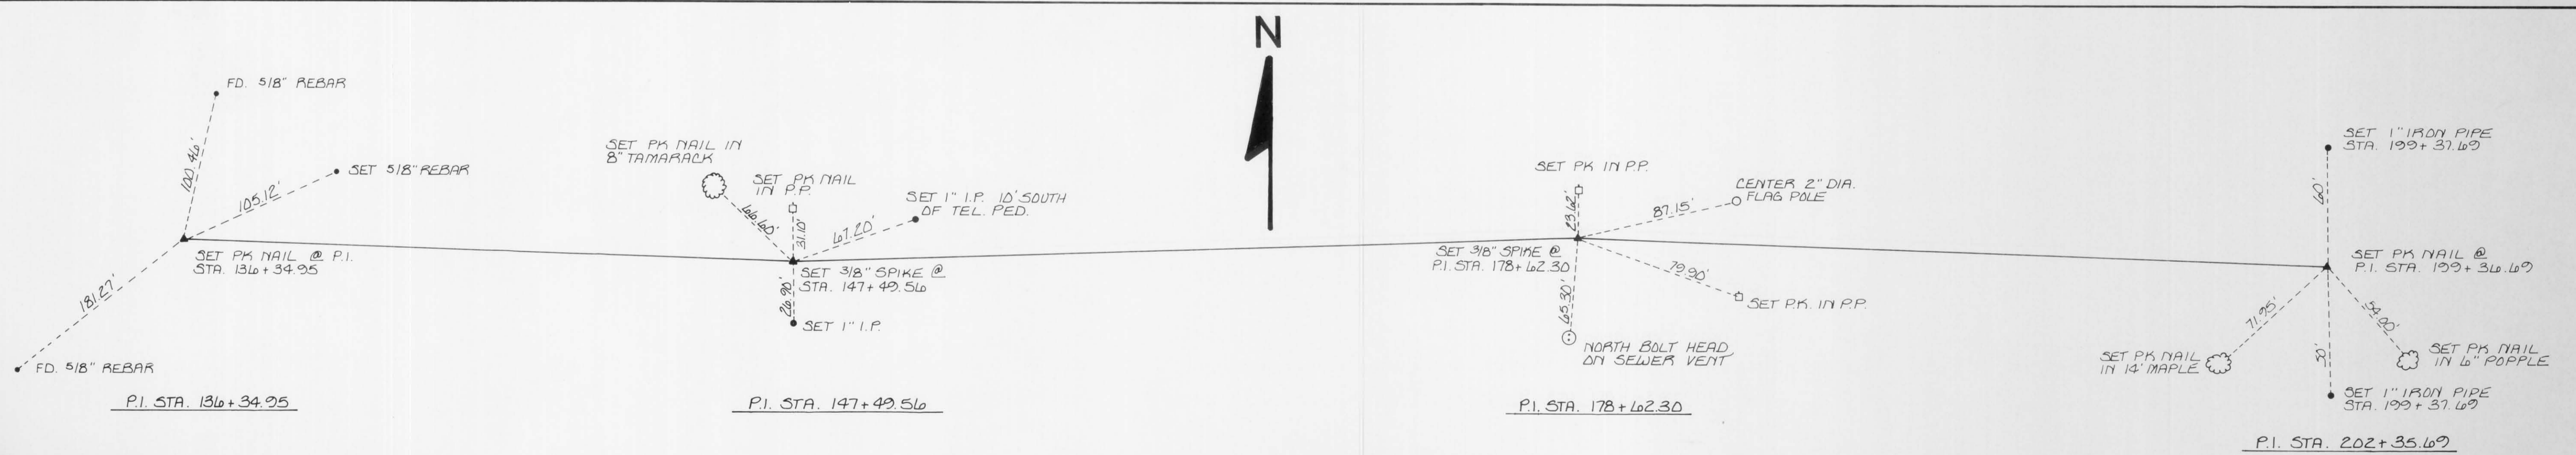 N
FD. 5/8" REBAR
100.46'
SET 5/8" REBAR
105.12'
SET PK NAIL @ P.I.
STA. 136+34.95
181.27'
FD. 5/8" REBAR
P.I. STA. 136+34.95
SET PK NAIL IN
8" TAMARACK
SET PK NAIL
IN P.P.
SET 1" I.P. 10' SOUTH
OF TEL. PED.
66.60'
31.10'
67.20'
SET 3/8" SPIKE @
STA. 147+49.56
26.90'
SET 1" I.P.
P.I. STA. 147+49.56
SET PK IN P.P.
CENTER 2" DIA.
FLAG POLE
23.62'
87.15'
SET 3/8" SPIKE @
P.I. STA. 178+62.30
79.90'
SET P.K. IN P.P.
65.30'
NORTH BOLT HEAD
ON SEWER VENT
P.I. STA. 178+62.30
SET 1" IRON PIPE
STA. 199+37.69
60'
SET PK NAIL @
P.I. STA. 199+36.69
71.95'
54.90'
SET PK NAIL
IN 14' MAPLE
50'
SET PK NAIL
IN 6" POPPLE
SET 1" IRON PIPE
STA. 199+37.69
P.I. STA. 202+35.69